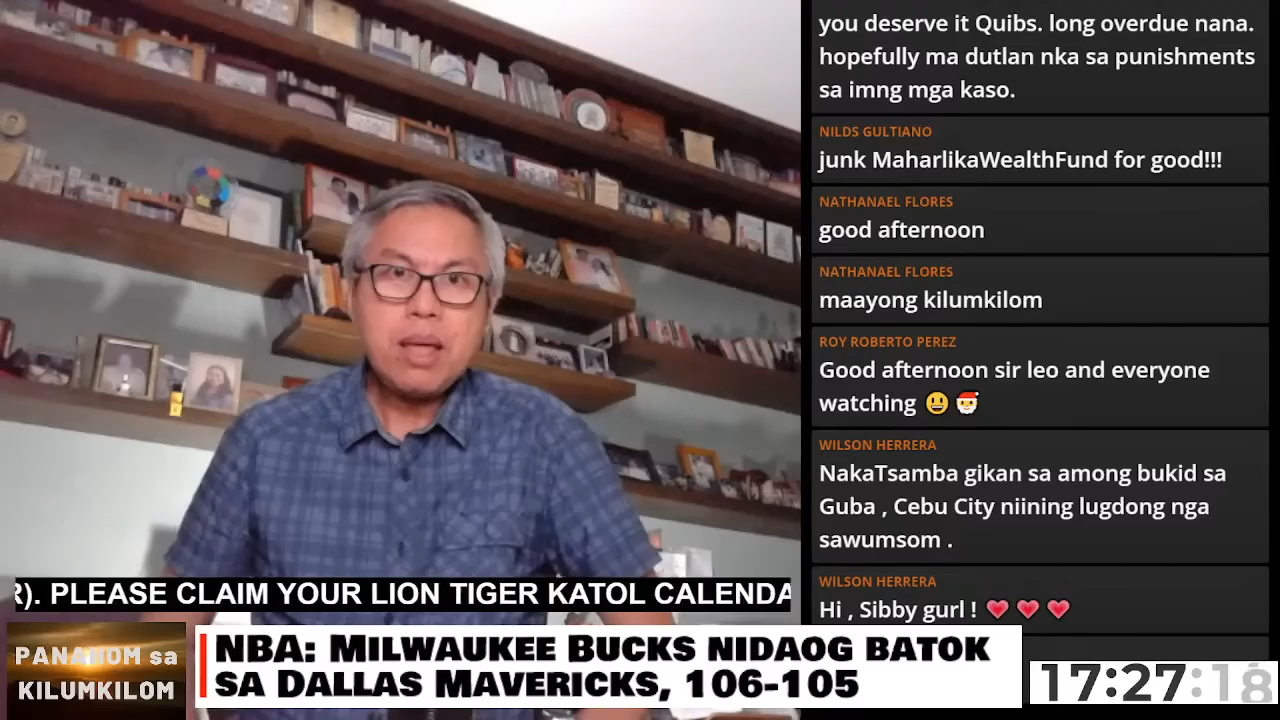 you deserve it Quibs. long overdue nana.
hopefully ma dutlan nka sa punishments
sa imng mga kaso.
NILDS GULTIANO
junk MaharlikaWealthFund for good!!!
NATHANAEL FLORES
good afternoon
NATHANAEL FLORES
maayong kilumkilom
ROY ROBERTO PEREZ
Good afternoon sir leo and everyone
watching 😃 🎅
WILSON HERRERA
NakaTsamba gikan sa among bukid sa
Guba , Cebu City niining lugdong nga
sawumsom .
WILSON HERRERA
Hi , Sibby gurl ! ❤ ❤ ❤
R). PLEASE CLAIM YOUR LION TIGER KATOL CALENDA
PANAHOM sa
KILUMKILOM
NBA: MILWAUKEE BUCKS NIDAOG BATOK
SA DALLAS MAVERICKS, 106-105
17:27:18